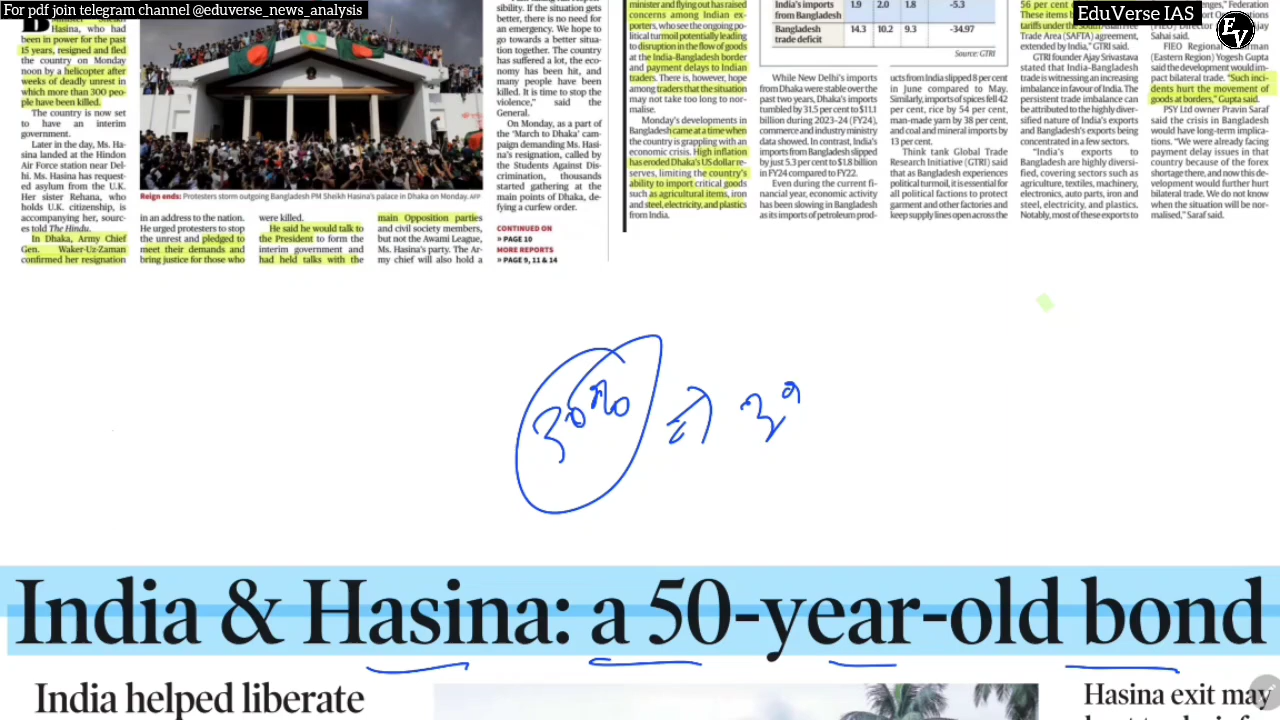 For pdf join telegram channel @eduverse_news_analysis
EduVerse IAS
Hasina, who had
been in power for the past
15 years, resigned and fled
the country on Monday
noon by a helicopter after
weeks of deadly unrest in
which more than 300 peo-
ple have been killed.
The country is now set
to have an interim
government.
Later in the day, Ms. Ha-
sina landed at the Hindon
Air Force station near Del-
hi. Ms. Hasina has request-
ed asylum from the U.K.
Her sister Rehana, who
holds U.K. citizenship, is
accompanying her, sourc-
es told The Hindu.
In Dhaka, Army Chief
Gen. Waker-Uz-Zaman
confirmed her resignation
Reign ends: Protesters storm outgoing Bangladesh PM Sheikh Hasina's palace in Dhaka on Monday. AFP
in an address to the nation.
He urged protesters to stop
the unrest and pledged to
meet their demands and
bring justice for those who
were killed.
He said he would talk to
the President to form the
interim government and
had held talks with the
main Opposition parties
and civil society members,
but not the Awami League,
Ms. Hasina's party. The Ar-
my chief will also hold a
sibility. If the situation
gets better, there is no need for
an emergency. We hope to
go towards a better situa-
tion together. The country
has suffered a lot, the eco-
nomy has been hit, and
many people have been
killed. It is time to stop the
violence," said the
General.
On Monday, as a part of
the 'March to Dhaka' cam-
paign demanding Ms. Hasi-
na's resignation, called by
the Students Against Dis-
crimination, thousands
started gathering at the
main points of Dhaka, de-
fying a curfew order.
CONTINUED ON
» PAGE 10
MORE REPORTS
» PAGE 9, 11 & 14
minister and flying out has raised
concerns among Indian ex-
porters, who see the ongoing po-
litical turmoil potentially leading
to disruption in the flow of goods
at the India-Bangladesh border
and payment delays to Indian
traders. There is, however, hope
among traders that the situation
may not take too long to nor-
malise.
Monday's developments in
Bangladesh came at a time when
the country is grappling with an
economic crisis. High inflation
has eroded Dhaka's US dollar re-
serves, limiting the country's
ability to import critical goods
such as agricultural items, iron
and steel, electricity, and plastics
from India.
India's imports from Bangladesh 1.9 2.0 1.8 -5.3
Bangladesh trade deficit 14.3 10.2 9.3 -34.97
Source: GTRI
While New Delhi's imports
from Dhaka were stable over the
past two years, Dhaka's imports
tumbled by 31.5 per cent to $11.1
billion during 2023-24 (FY24),
commerce and industry ministry
data showed. In contrast, India's
imports from Bangladesh slipped
by just 5.3 per cent to $1.8 billion
in FY24 compared to FY22.
Even during the current fi-
nancial year, economic activity
has been slowing in Bangladesh
as its imports of petroleum prod-
ucts from India slipped 8 per cent
in June compared to May.
Similarly, imports of spices fell 42
per cent, rice by 54 per cent,
man-made yarn by 38 per cent,
and coal and mineral imports by
13 per cent.
Think tank Global Trade
Research Initiative (GTRI) said
that as Bangladesh experiences
political turmoil, it is essential for
all political factions to protect
garment and other factories and
keep supply lines open across the
56 per cent
These items
tariffs under the South Asian Free
Trade Area (SAFTA) agreement,
extended by India," GTRI said.
GTRI founder Ajay Srivastava
stated that India-Bangladesh
trade is witnessing an increasing
imbalance in favour of India. The
persistent trade imbalance can
be attributed to the highly diver-
sified nature of India's exports
and Bangladesh's exports being
concentrated in a few sectors.
"India's exports to
Bangladesh are highly diversi-
fied, covering sectors such as
agriculture, textiles, machinery,
electronics, auto parts, iron and
steel, electricity, and plastics.
Notably, most of these exports to
enges," Federation
Sahai said.
FIEO Regional Chairman
(Eastern Region) Yogesh Gupta
said the development would im-
pact bilateral trade. "Such inci-
dents hurt the movement of
goods at borders," Gupta said.
PSY Ltd owner Pravin Saraf
said the crisis in Bangladesh
would have long-term implica-
tions. "We were already facing
payment delay issues in that
country because of the forex
shortage there, and now this de-
velopment would further hurt
bilateral trade. We do not know
when the situation will be nor-
malised," Saraf said.
India & Hasina: a 50-year-old bond
India helped liberate
Hasina exit may